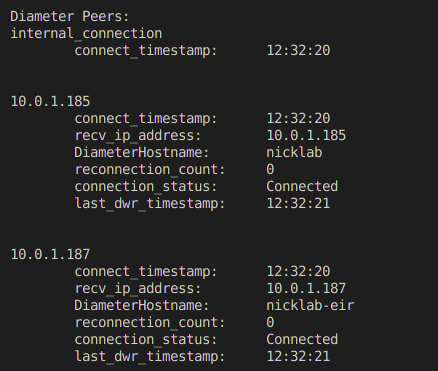 Diameter Peers:
internal_connection
connect_timestamp: 12:32:20
10.0.1.185
connect_timestamp: 12:32:20
recv_ip_address: 10.0.1.185
DiameterHostname: nicklab
reconnection_count: 0
connection_status: Connected
last_dwr_timestamp: 12:32:21
10.0.1.187
connect_timestamp: 12:32:20
recv_ip_address: 10.0.1.187
DiameterHostname: nicklab-eir
reconnection_count: 0
connection_status: Connected
last_dwr_timestamp: 12:32:21